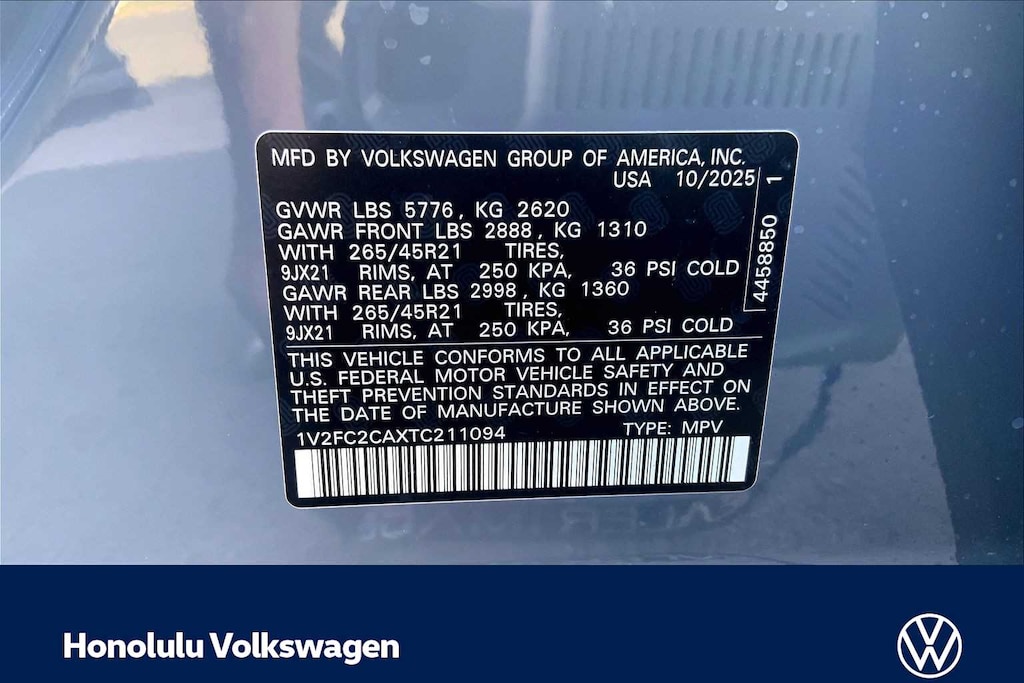 MFD BY VOLKSWAGEN GROUP OF AMERICA, INC.
USA 10/2025
GVWR LBS 5776, KG 2620
GAWR FRONT LBS 2888, KG 1310
WITH 265/45R21 TIRES,
9JX21 RIMS, AT 250 KPA, 36 PSI COLD
GAWR REAR LBS 2998, KG 1360
WITH 265/45R21 TIRES,
9JX21 RIMS, AT 250 KPA, 36 PSI COLD
4458850 1
THIS VEHICLE CONFORMS TO ALL APPLICABLE
U.S. FEDERAL MOTOR VEHICLE SAFETY AND
THEFT PREVENTION STANDARDS IN EFFECT ON
THE DATE OF MANUFACTURE SHOWN ABOVE.
1V2FC2CAXTC211094 TYPE: MPV
Honolulu Volkswagen